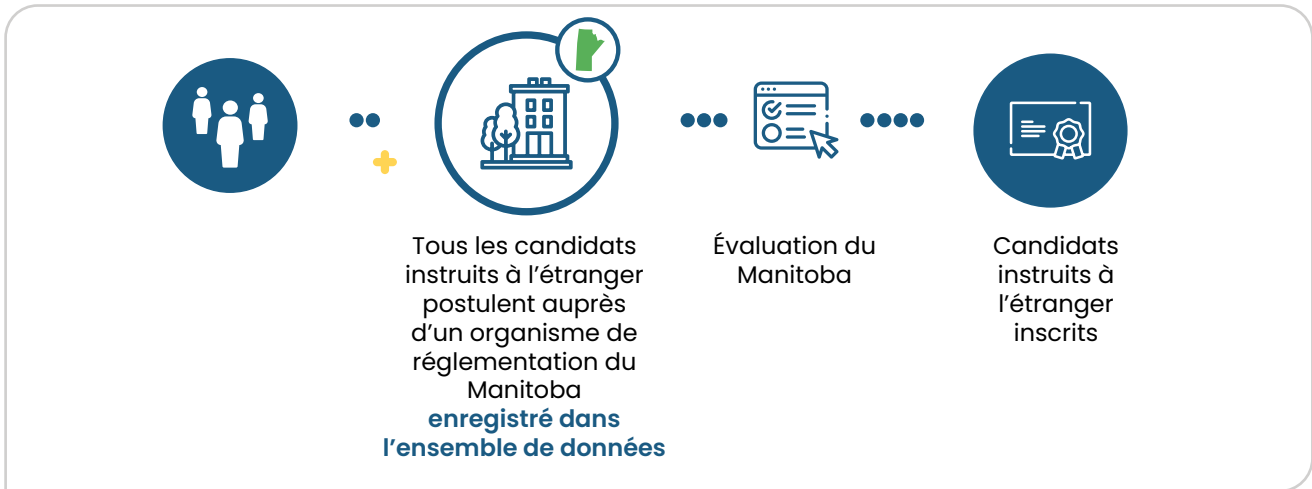 Tous les candidats
instruits à l’étranger
postulent auprès
d’un organisme de
réglementation du
Manitoba
enregistré dans
l’ensemble de données
Évaluation du
Manitoba
Candidats
instruits à
l’étranger
inscrits